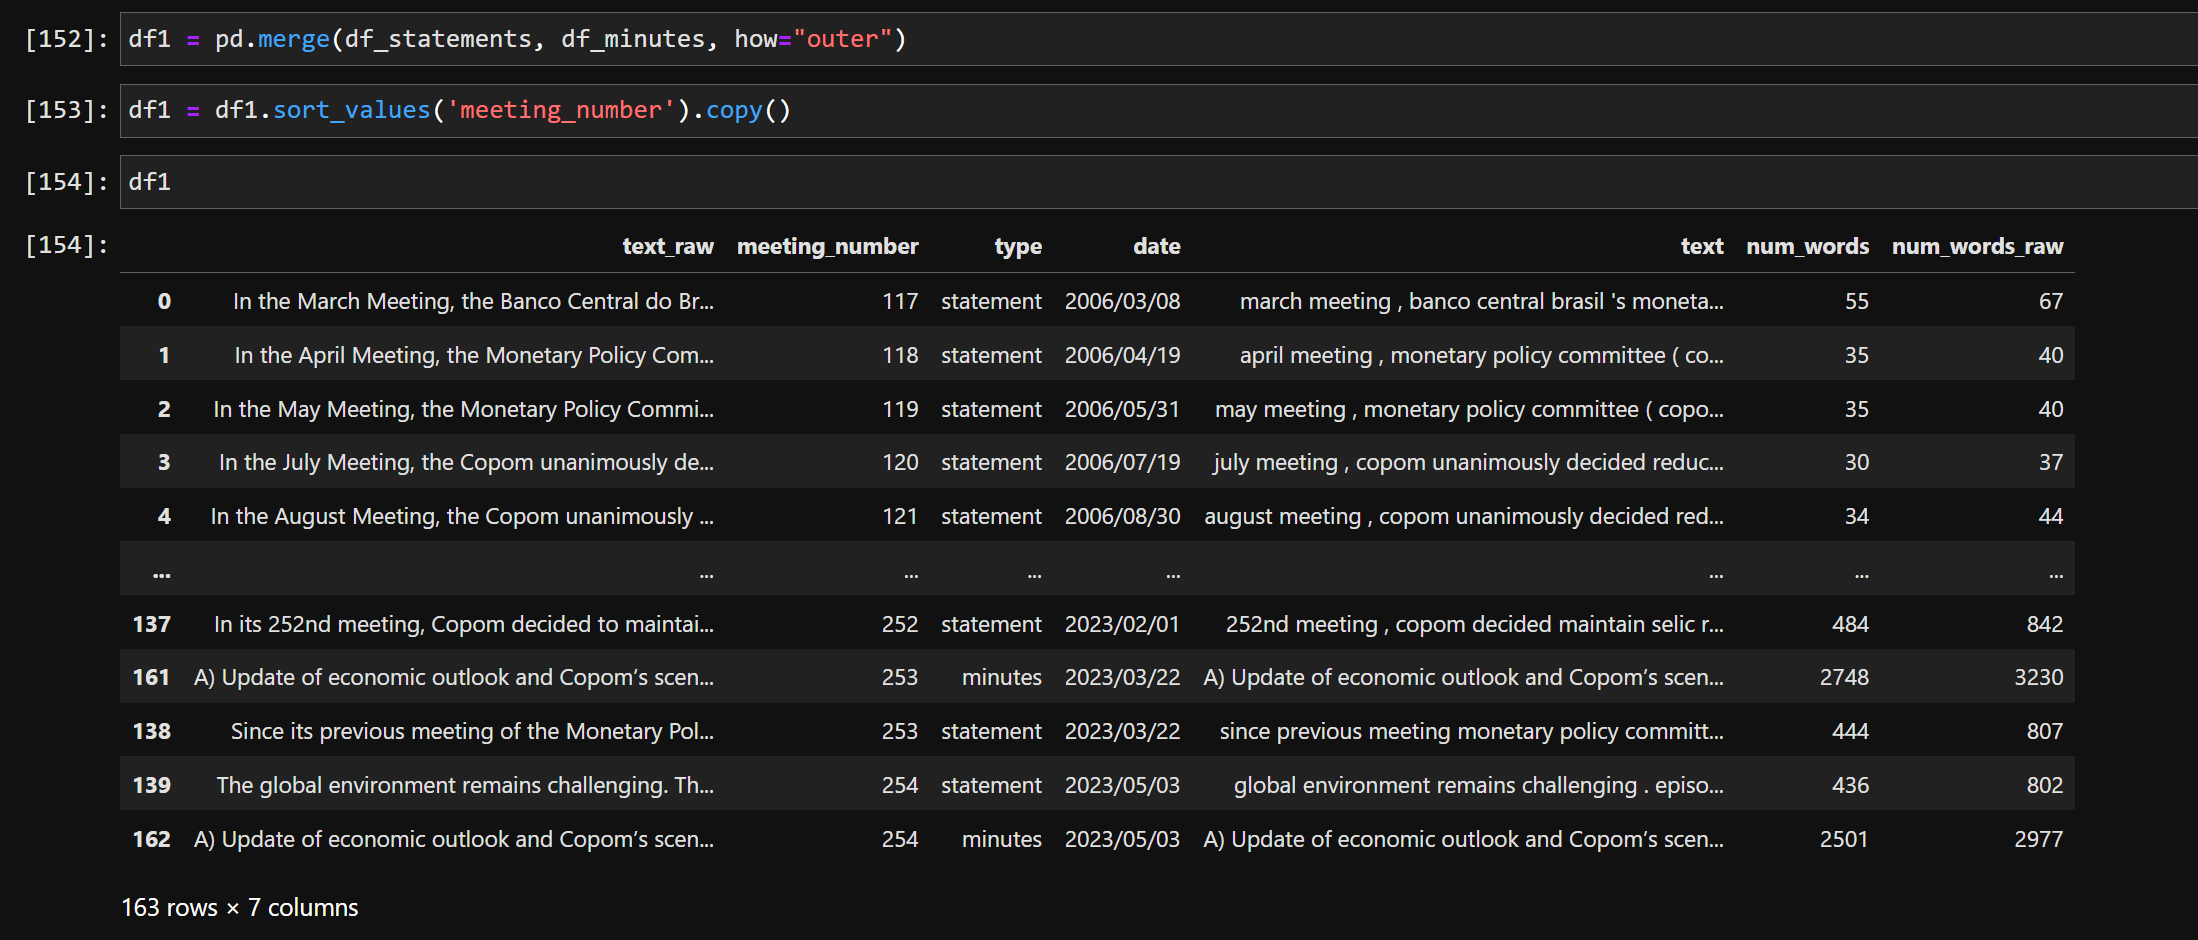 [152]: df1 = pd.merge(df_statements, df_minutes, how="outer")
[153]: df1 = df1.sort_values('meeting_number').copy()
[154]: df1
[154]: text_raw meeting_number type date text num_words num_words_raw
0 In the March Meeting, the Banco Central do Br... 117 statement 2006/03/08 march meeting , banco central brasil 's moneta... 55 67
1 In the April Meeting, the Monetary Policy Com... 118 statement 2006/04/19 april meeting , monetary policy committee ( co... 35 40
2 In the May Meeting, the Monetary Policy Commi... 119 statement 2006/05/31 may meeting , monetary policy committee ( copo... 35 40
3 In the July Meeting, the Copom unanimously de... 120 statement 2006/07/19 july meeting , copom unanimously decided reduc... 30 37
4 In the August Meeting, the Copom unanimously ... 121 statement 2006/08/30 august meeting , copom unanimously decided red... 34 44
... ... ... ... ... ... ... ...
137 In its 252nd meeting, Copom decided to maintai... 252 statement 2023/02/01 252nd meeting , copom decided maintain selic r... 484 842
161 A) Update of economic outlook and Copom’s scen... 253 minutes 2023/03/22 A) Update of economic outlook and Copom’s scen... 2748 3230
138 Since its previous meeting of the Monetary Pol... 253 statement 2023/03/22 since previous meeting monetary policy committ... 444 807
139 The global environment remains challenging. Th... 254 statement 2023/05/03 global environment remains challenging . episo... 436 802
162 A) Update of economic outlook and Copom’s scen... 254 minutes 2023/05/03 A) Update of economic outlook and Copom’s scen... 2501 2977
163 rows × 7 columns